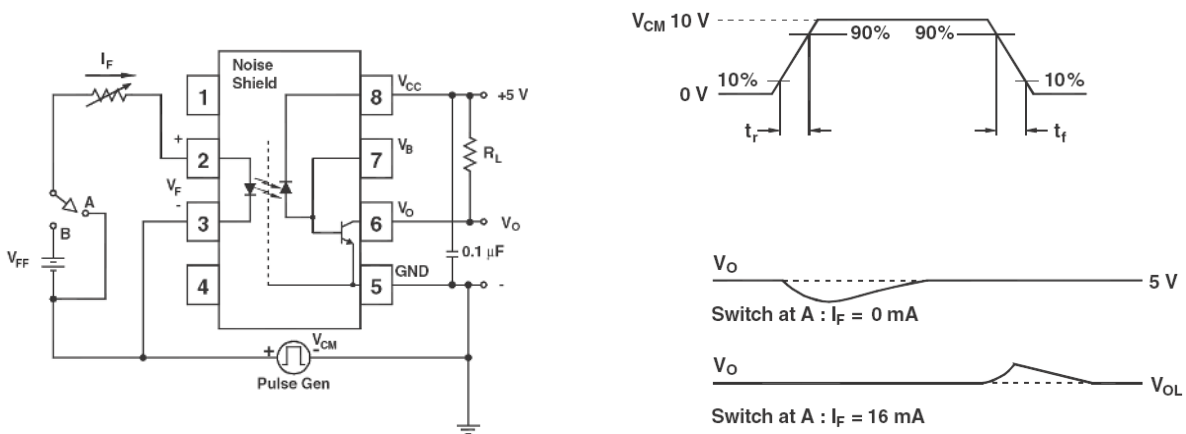 I_F
Noise
Shield
1
8
V_CC
+5 V
+
2
7
V_B
R_L
V_F
-
3
6
V_O
V_O
A
B
V_FF
0.1 μF
4
5
GND
-
+
V_CM
-
Pulse Gen
V_CM 10 V
90%
90%
10%
10%
0 V
t_r
t_f
V_O
5 V
Switch at A : I_F = 0 mA
V_O
V_OL
Switch at A : I_F = 16 mA